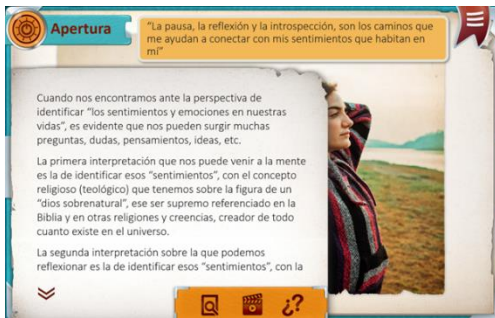 Apertura
“La pausa, la reflexión y la introspección, son los caminos que
me ayudan a conectar con mis sentimientos que habitan en
mí”
Cuando nos encontramos ante la perspectiva de
identificar “los sentimientos y emociones en nuestras
vidas”, es evidente que nos pueden surgir muchas
preguntas, dudas, pensamientos, ideas, etc.
La primera interpretación que nos puede venir a la mente
es la de identificar esos “sentimientos”, con el concepto
religioso (teológico) que tenemos sobre la figura de un
“dios sobrenatural”, ese ser supremo referenciado en la
Biblia y en otras religiones y creencias, creador de todo
cuanto existe en el universo.
La segunda interpretación sobre la que podemos
reflexionar es la de identificar esos “sentimientos”, con la
¿?